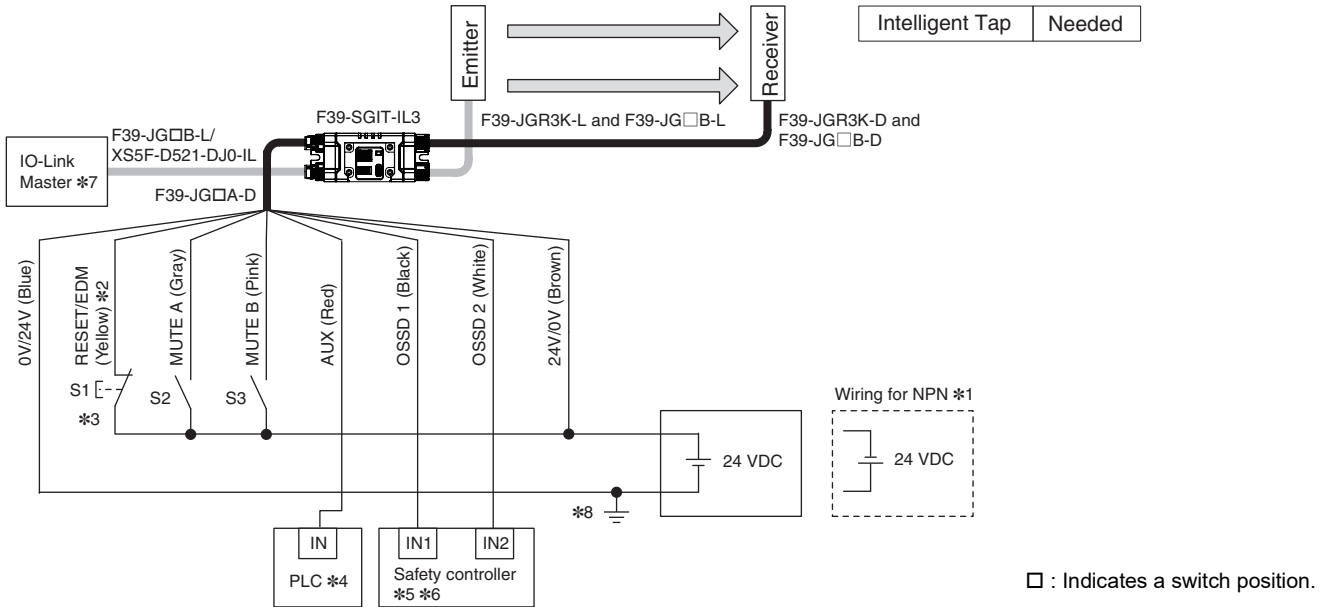 Intelligent Tap Needed
Emitter
Receiver
F39-SGIT-IL3
F39-JG□B-L/
XS5F-D521-DJ0-IL
F39-JGR3K-L and F39-JG□B-L
F39-JGR3K-D and
F39-JG□B-D
IO-Link
Master *7
F39-JG□A-D
0V/24V (Blue)
RESET/EDM
(Yellow) *2
MUTE A (Gray)
MUTE B (Pink)
AUX (Red)
OSSD 1 (Black)
OSSD 2 (White)
24V/0V (Brown)
S1
*3
S2
S3
Wiring for NPN *1
24 VDC
24 VDC
*8
IN
PLC *4
IN1
IN2
Safety controller
*5 *6
□ : Indicates a switch position.